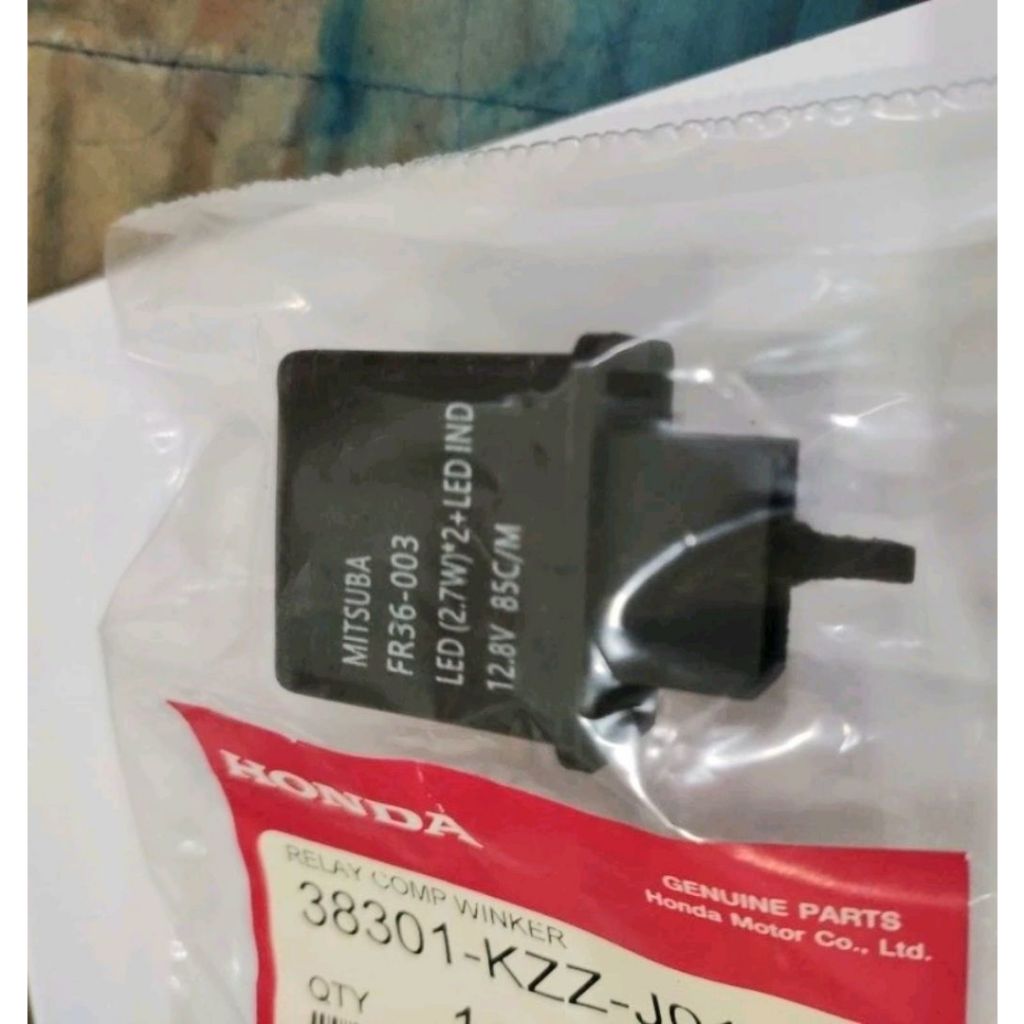 MITSUBA
FR36-003
LED (2.7W)*2+LED IND
12.8V 85C/M
HONDA
RELAY COMP WINKER
38301-KZZ-J0
GENUINE PARTS
Honda Motor Co., Ltd.
QTY
1